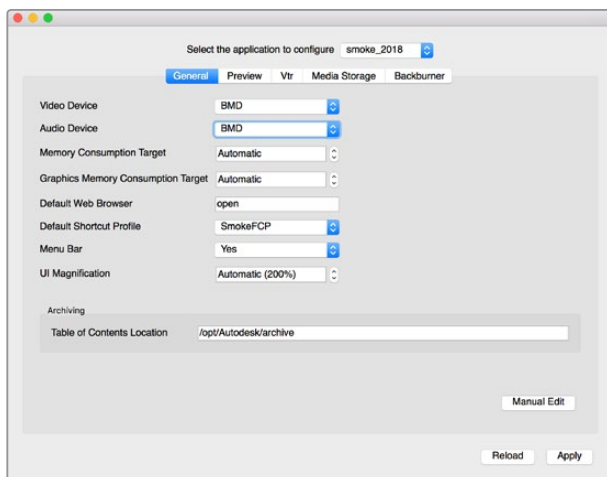 Select the application to configure smoke_2018
General Preview Vtr Media Storage Backburner
Video Device BMD
Audio Device BMD
Memory Consumption Target Automatic
Graphics Memory Consumption Target Automatic
Default Web Browser open
Default Shortcut Profile SmokeFCP
Menu Bar Yes
UI Magnification Automatic (200%)
Archiving
Table of Contents Location /opt/Autodesk/archive
Manual Edit
Reload Apply